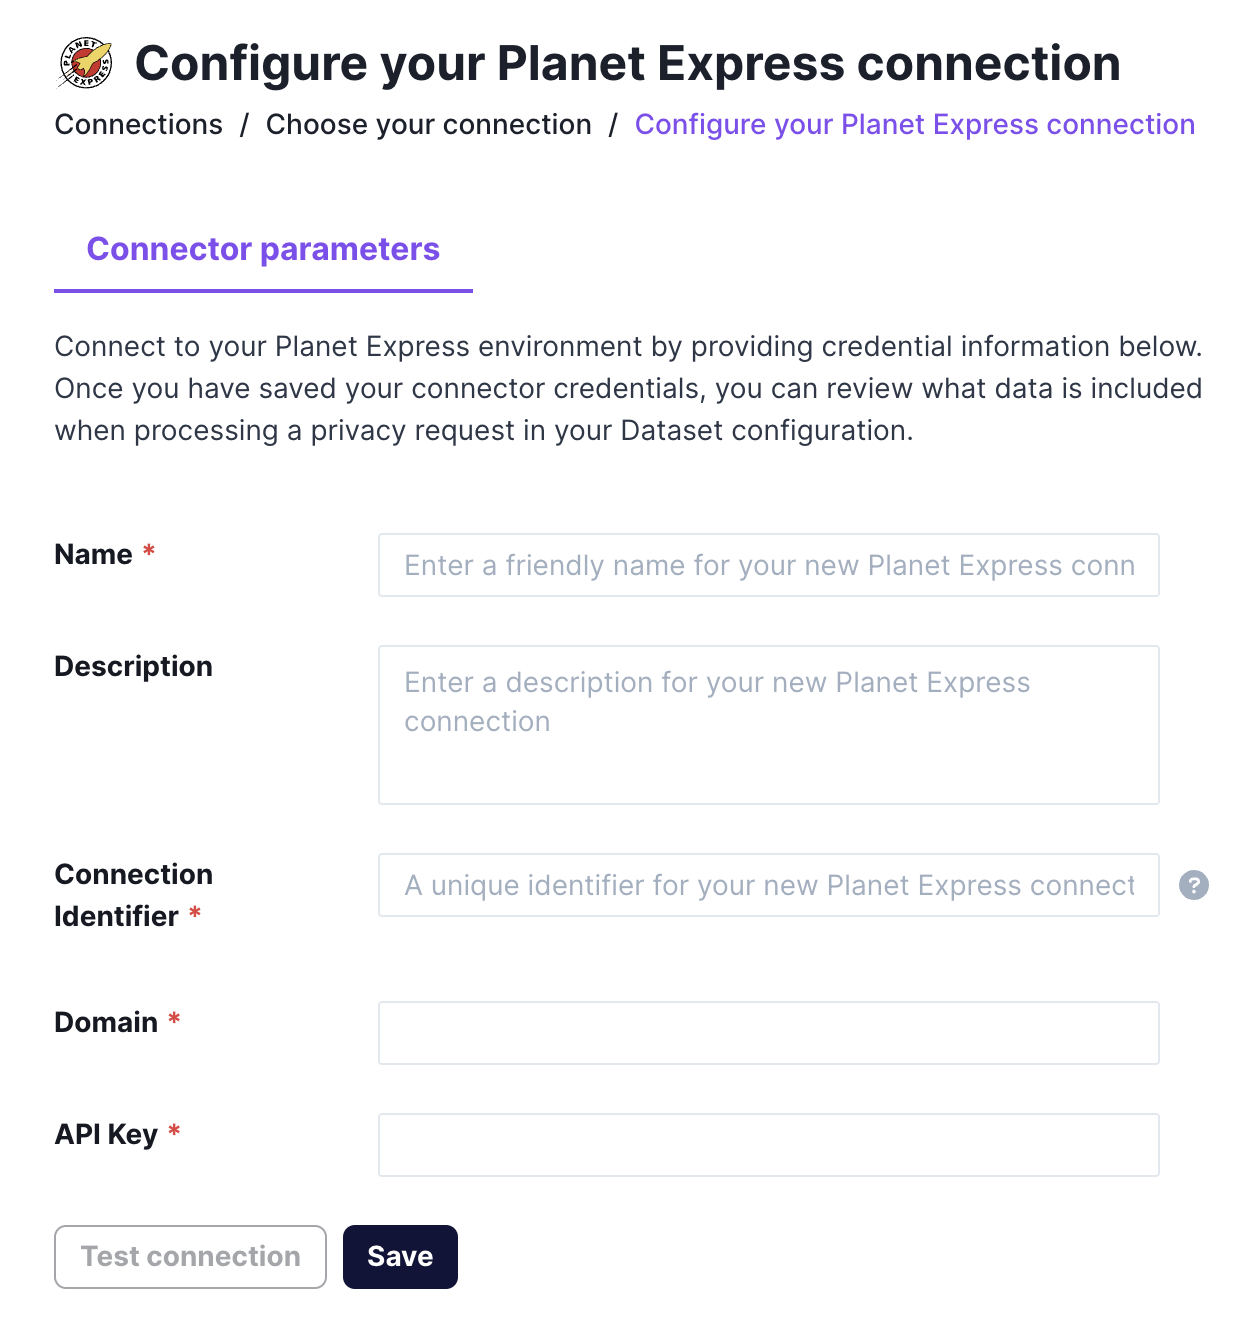 PLANET EXPRESS
Configure your Planet Express connection
Connections / Choose your connection / Configure your Planet Express connection
Connector parameters
Connect to your Planet Express environment by providing credential information below.
Once you have saved your connector credentials, you can review what data is included
when processing a privacy request in your Dataset configuration.
Name *
Enter a friendly name for your new Planet Express conn
Description
Enter a description for your new Planet Express
connection
Connection
Identifier *
A unique identifier for your new Planet Express connect
?
Domain *
API Key *
Test connection
Save